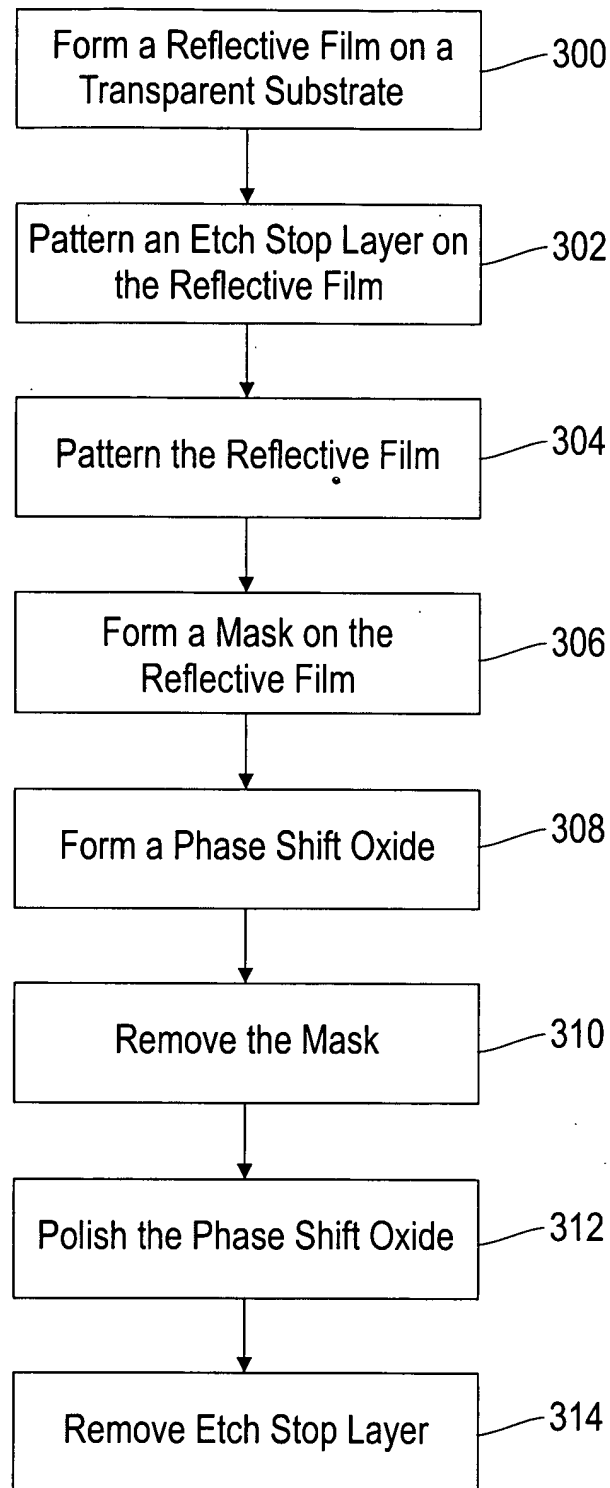 Form a Reflective Film on a
Transparent Substrate
300
Pattern an Etch Stop Layer on
the Reflective Film
302
Pattern the Reflective Film
304
Form a Mask on the
Reflective Film
306
Form a Phase Shift Oxide
308
Remove the Mask
310
Polish the Phase Shift Oxide
312
Remove Etch Stop Layer
314